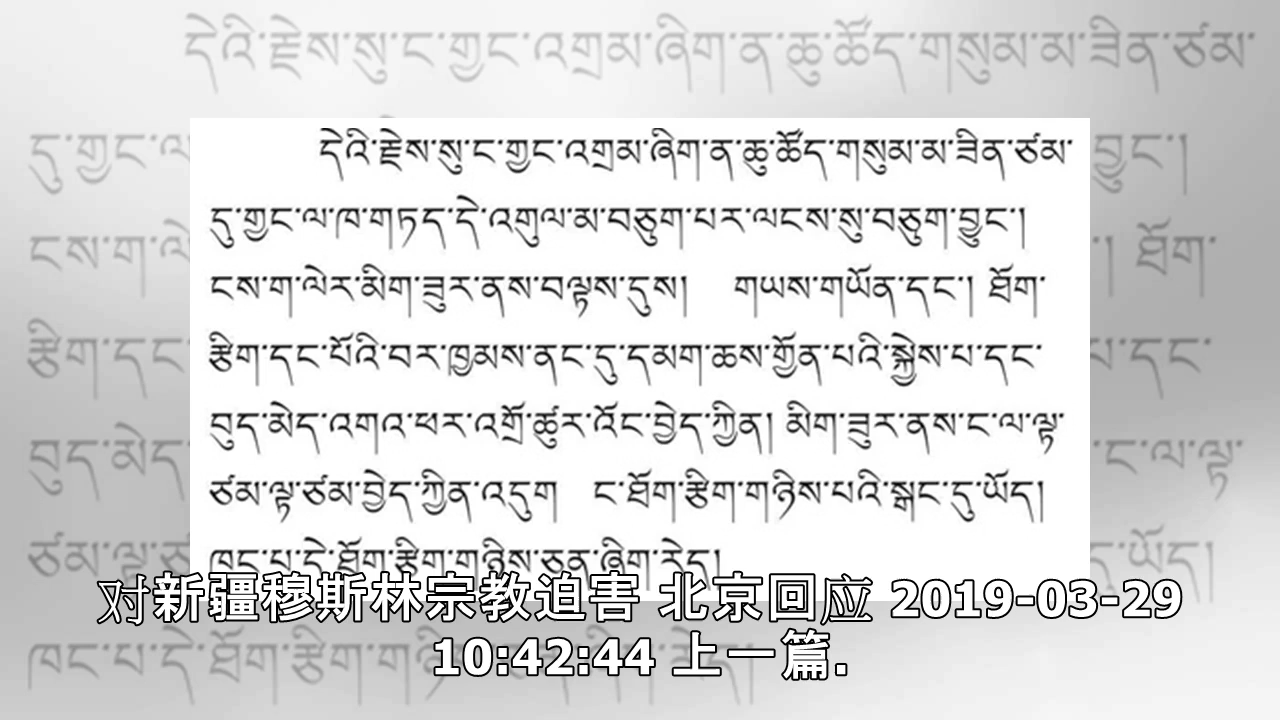 དེའི་རྗེས་སུ་ང་གྱང་འགྲམ་ཞིག་ན་ཆུ་ཚོད་གསུམ་མ་ཟིན་ཙམ་
དུ་གྱང་ལ་ཁ་གཏད་དེ་འགུལ་མ་བཅུག་པར་ལངས་སུ་བཅུག་བྱུང་།
ངས་ག་ལེར་མིག་ཟུར་ནས་བལྟས་དུས། གཡས་གཡོན་དང་། ཐོག་
རྩིག་དང་པོའི་བར་ཁྱམས་ནང་དུ་དམག་ཆས་གྱོན་པའི་སྐྱེས་པ་དང་
བུད་མེད་འགའ་ཕར་འགྲོ་ཚུར་འོང་བྱེད་ཀྱིན། མིག་ཟུར་ནས་ང་ལ་ལྟ་
ཙམ་ལྟ་ཙམ་བྱེད་ཀྱིན་འདུག ང་ཐོག་རྩིག་གཉིས་པའི་སྒང་དུ་ཡོད།
ཁང་པ་དེ་ཐོག་རྩིག་གཉིས་ཅན་ཞིག་རེད།
对新疆穆斯林宗教迫害 北京回应 2019-03-29
10:42:44 上一篇.